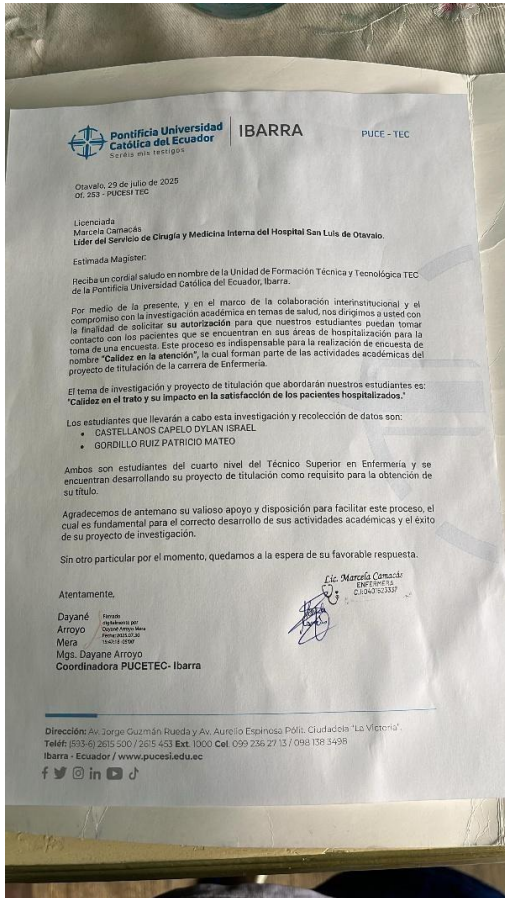 Pontificia Universidad
Católica del Ecuador
Seréis mis testigos
IBARRA
PUCE - TEC
Otavalo, 29 de julio de 2025
Of. 253 - PUCESI TEC
Licenciada
Marcela Camacás
Líder del Servicio de Cirugía y Medicina Interna del Hospital San Luis de Otavalo.
Estimada Magister:
Reciba un cordial saludo en nombre de la Unidad de Formación Técnica y Tecnológica TEC
de la Pontificia Universidad Católica del Ecuador, Ibarra.
Por medio de la presente, y en el marco de la colaboración interinstitucional y el
compromiso con la investigación académica en temas de salud, nos dirigimos a usted con
la finalidad de solicitar su autorización para que nuestros estudiantes puedan tomar
contacto con los pacientes que se encuentran en sus áreas de hospitalización para la
toma de una encuesta. Este proceso es indispensable para la realización de encuesta de
nombre "Calidez en la atención", la cual forman parte de las actividades académicas del
proyecto de titulación de la carrera de Enfermería.
El tema de investigación y proyecto de titulación que abordarán nuestros estudiantes es:
"Calidez en el trato y su impacto en la satisfacción de los pacientes hospitalizados."
Los estudiantes que llevarán a cabo esta investigación y recolección de datos son:
• CASTELLANOS CAPELO DYLAN ISRAEL
• GORDILLO RUIZ PATRICIO MATEO
Ambos son estudiantes del cuarto nivel del Técnico Superior en Enfermería y se
encuentran desarrollando su proyecto de titulación como requisito para la obtención de
su título.
Agradecemos de antemano su valioso apoyo y disposición para facilitar este proceso, el
cual es fundamental para el correcto desarrollo de sus actividades académicas y el éxito
de su proyecto de investigación.
Sin otro particular por el momento, quedamos a la espera de su favorable respuesta.
Lic. Marcela Camacás
ENFERMERA
Atentamente,
Dayané
Arroyo
Mera
Firmado
digitalmente por
Dayané Arroyo Mera
Mgs. Dayane Arroyo
Coordinadora PUCETEC- Ibarra
Dirección: Av. Jorge Guzmán Rueda y Av. Aurelio Espinosa Pólit. Ciudadela "La Victoria".
Teléf: (593-6) 2615 500 / 2615 453 Ext. 1000 Cel. 099 236 27 13 / 098 138 3498
Ibarra - Ecuador / www.pucesi.edu.ec